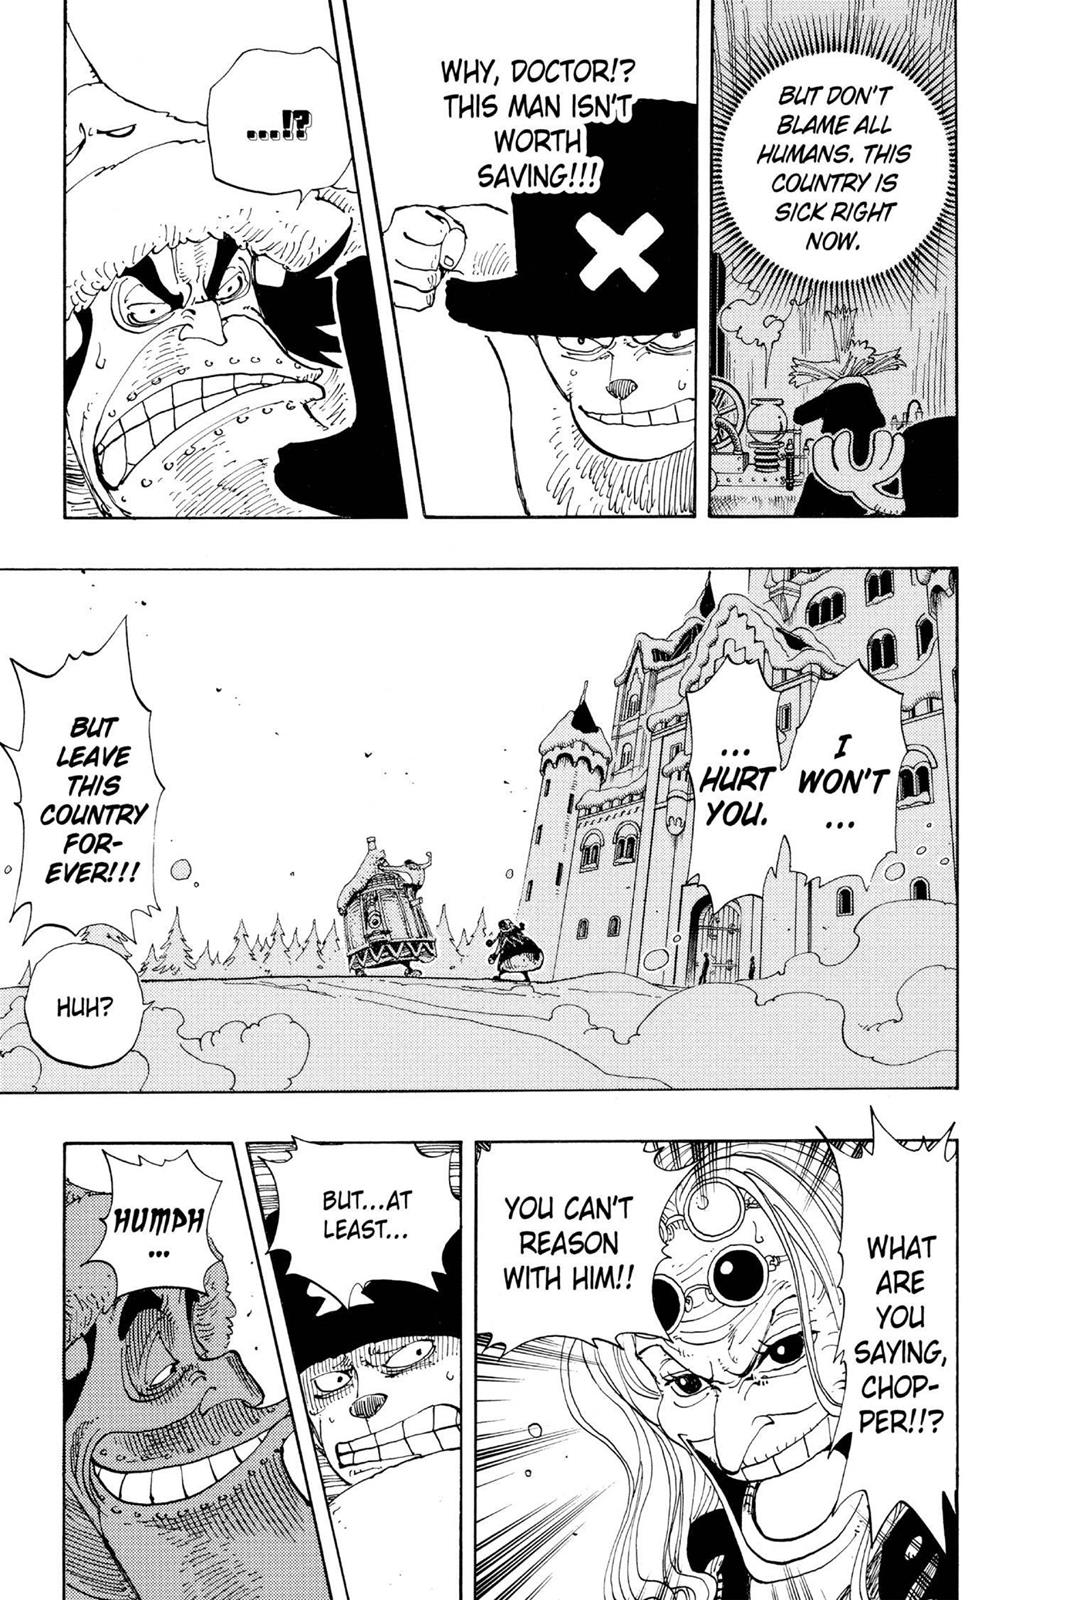 BUT DON'T
BLAME ALL
HUMANS. THIS
COUNTRY IS
SICK RIGHT
NOW.
WHY, DOCTOR!?
THIS MAN ISN'T
WORTH
SAVING!!!
....!?
I
WON'T
...
...
HURT
YOU.
BUT
LEAVE
THIS
COUNTRY
FOR-
EVER!!!
HUH?
WHAT
ARE
YOU
SAYING,
CHOP-
PER!!?
YOU CAN'T
REASON
WITH HIM!!
BUT...AT
LEAST...
HUMPH
...